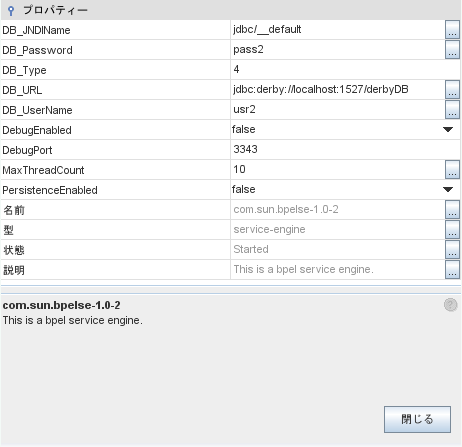 プロパティー
DB_JNDIName jdbc/__default ...
DB_Password pass2 ...
DB_Type 4
DB_URL jdbc:derby://localhost:1527/derbyDB ...
DB_UserName usr2 ...
DebugEnabled false
DebugPort 3343
MaxThreadCount 10 ...
PersistenceEnabled false
名前 com.sun.bpelse-1.0-2 ...
型 service-engine ...
状態 Started ...
説明 This is a bpel service engine. ...
com.sun.bpelse-1.0-2 ?
This is a bpel service engine.
閉じる